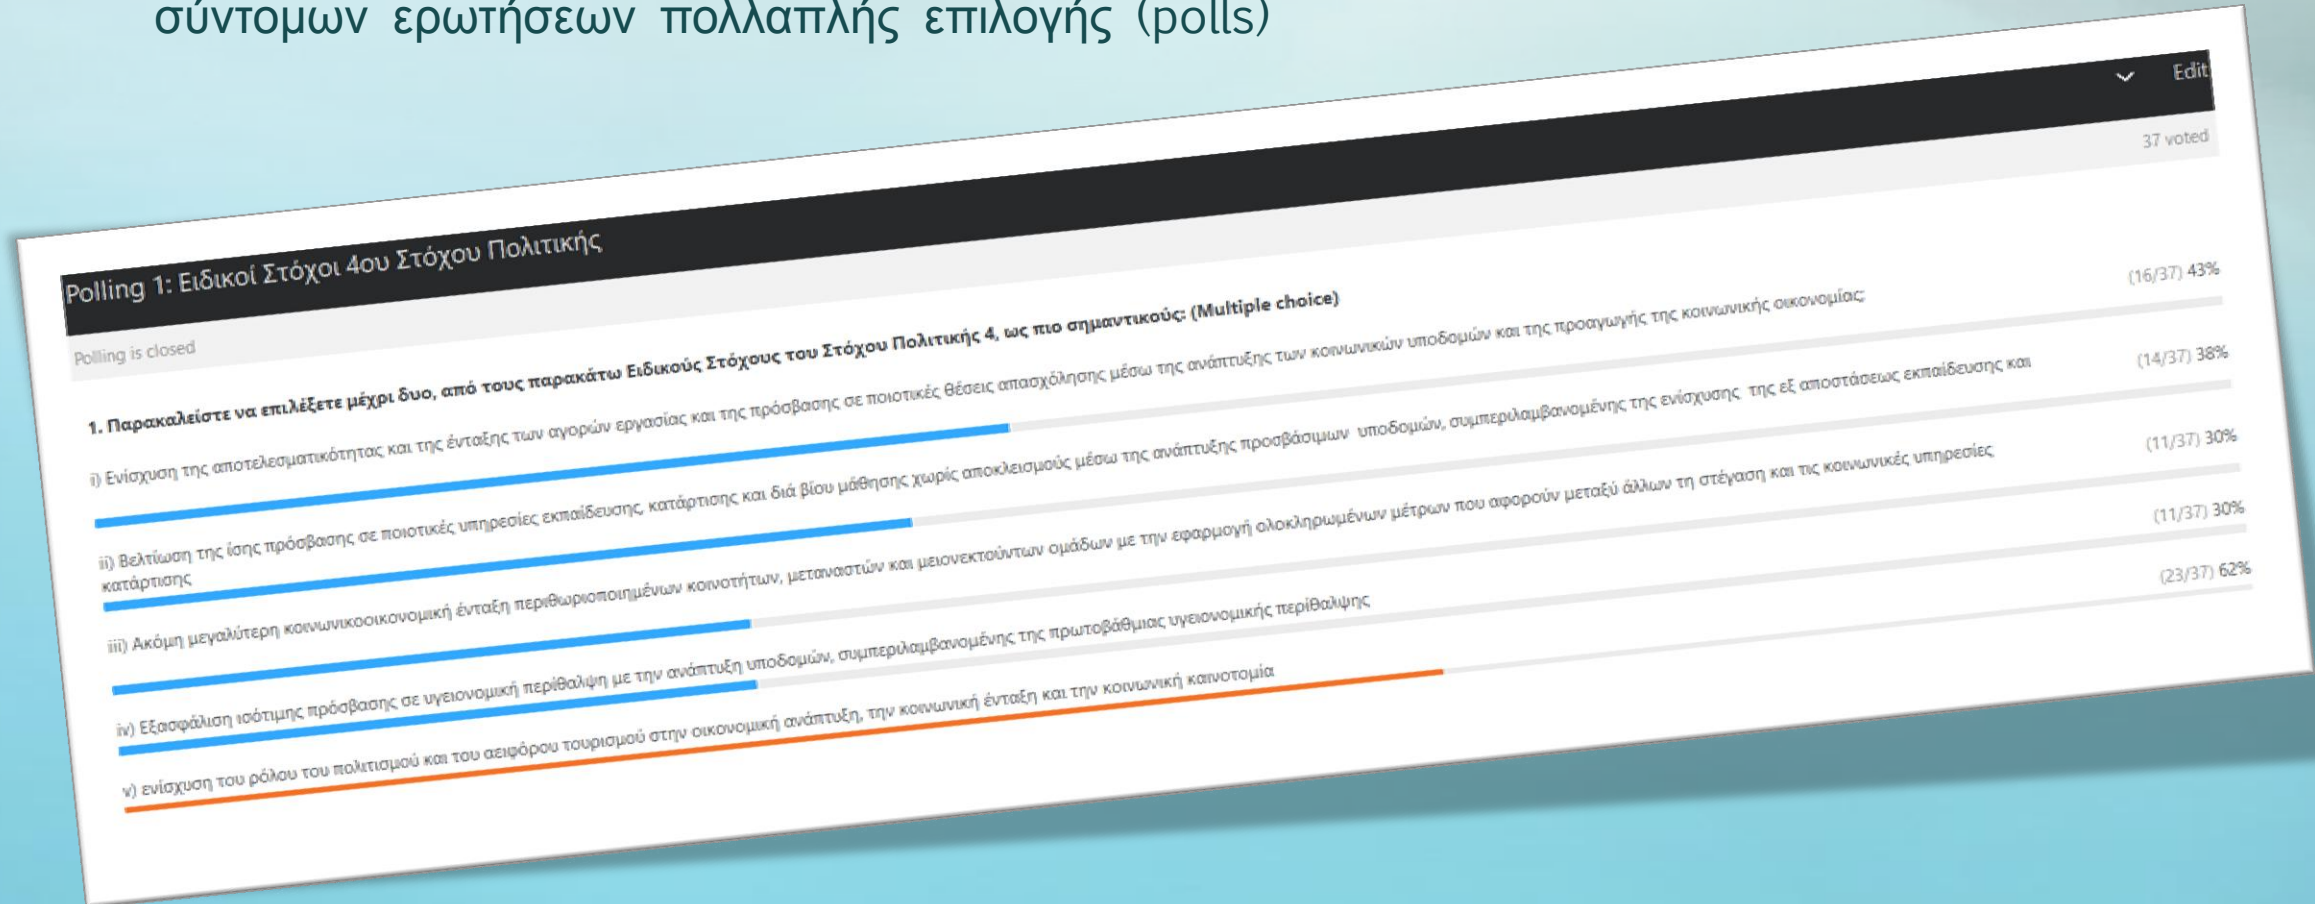 σύντομων ερωτήσεων πολλαπλής επιλογής (polls)
Edit
Polling 1: Ειδικοί Στόχοι 4ου Στόχου Πολιτικής
37 voted
Polling is closed
1. Παρακαλείστε να επιλέξετε μέχρι δυο, από τους παρακάτω Ειδικούς Στόχους του Στόχου Πολιτικής 4, ως πιο σημαντικούς: (Multiple choice)
i) Ενίσχυση της αποτελεσματικότητας και της ένταξης των αγορών εργασίας και της πρόσβασης σε ποιοτικές θέσεις απασχόλησης μέσω της ανάπτυξης των κοινωνικών υποδομών και της προαγωγής της κοινωνικής οικονομίας;
(16/37) 43%
ii) Βελτίωση της ίσης πρόσβασης σε ποιοτικές υπηρεσίες εκπαίδευσης, κατάρτισης και διά βίου μάθησης χωρίς αποκλεισμούς μέσω της ανάπτυξης προσβάσιμων υποδομών, συμπεριλαμβανομένης της ενίσχυσης της εξ αποστάσεως εκπαίδευσης και
κατάρτισης
(14/37) 38%
iii) Ακόμη μεγαλύτερη κοινωνικοοικονομική ένταξη περιθωριοποιημένων κοινοτήτων, μεταναστών και μειονεκτούντων ομάδων με την εφαρμογή ολοκληρωμένων μέτρων που αφορούν μεταξύ άλλων τη στέγαση και τις κοινωνικές υπηρεσίες
(11/37) 30%
iv) Εξασφάλιση ισότιμης πρόσβασης σε υγειονομική περίθαλψη με την ανάπτυξη υποδομών, συμπεριλαμβανομένης της πρωτοβάθμιας υγειονομικής περίθαλψης
(11/37) 30%
v) ενίσχυση του ρόλου του πολιτισμού και του αειφόρου τουρισμού στην οικονομική ανάπτυξη, την κοινωνική ένταξη και την κοινωνική καινοτομία
(23/37) 62%